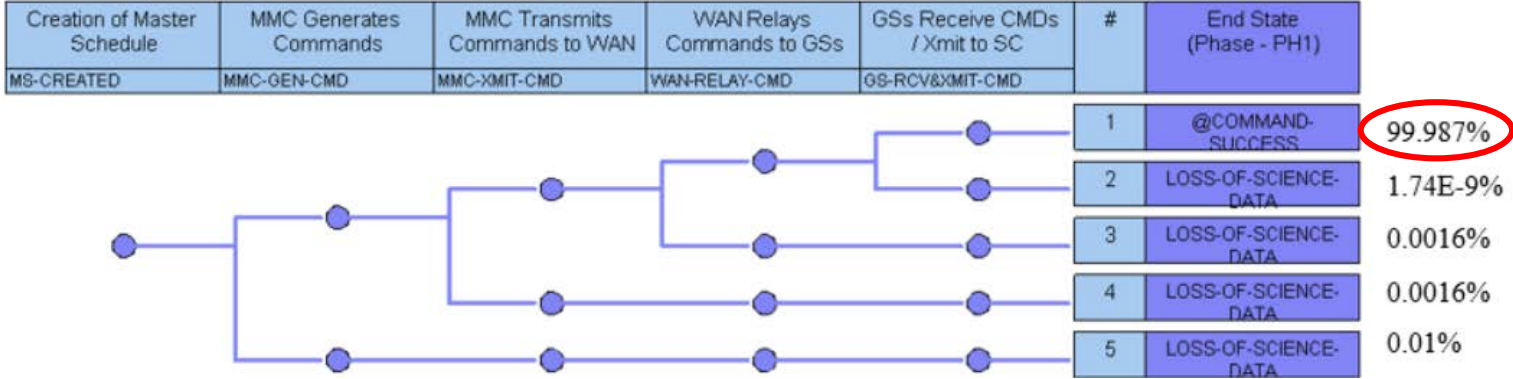 Creation of Master
Schedule
MMC Generates
Commands
MMC Transmits
Commands to WAN
WAN Relays
Commands to GSs
GSs Receive CMDs
/ Xmit to SC
#
End State
(Phase - PH1)
MS-CREATED
MMC-GEN-CMD
MMC-XMIT-CMD
WAN-RELAY-CMD
GS-RCV&XMIT-CMD
1
@COMMAND-
SUCCESS
99.987%
2
LOSS-OF-SCIENCE-
DATA
1.74E-9%
3
LOSS-OF-SCIENCE-
DATA
0.0016%
4
LOSS-OF-SCIENCE-
DATA
0.0016%
5
LOSS-OF-SCIENCE-
DATA
0.01%